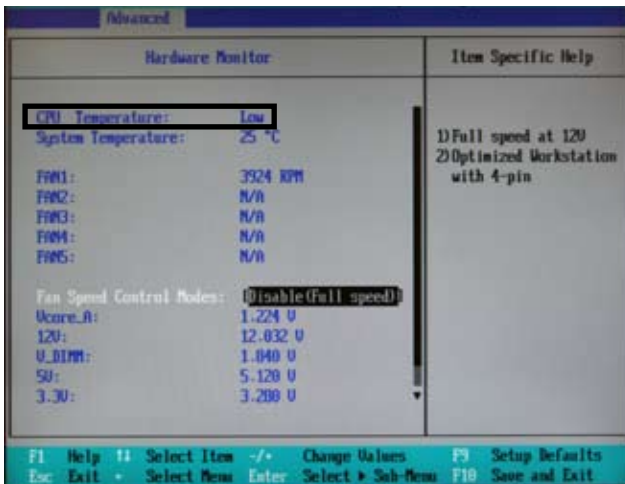 Advanced
Hardware Monitor
Item Specific Help
CPU Temperature: Low
System Temperature: 25 °C
FAN1: 3924 RPM
FAN2: N/A
FAN3: N/A
FAN4: N/A
FAN5: N/A
Fan Speed Control Modes: [Disable(Full speed)]
Vcore_A: 1.224 V
12V: 12.032 V
V_DIMM: 1.840 V
5V: 5.120 V
3.3V: 3.280 V
1)Full speed at 12V
2)Optimized Workstation
with 4-pin
F1 Help ↑↓ Select Item -/+ Change Values F9 Setup Defaults
Esc Exit ↔ Select Menu Enter Select ▶ Sub-Menu F10 Save and Exit